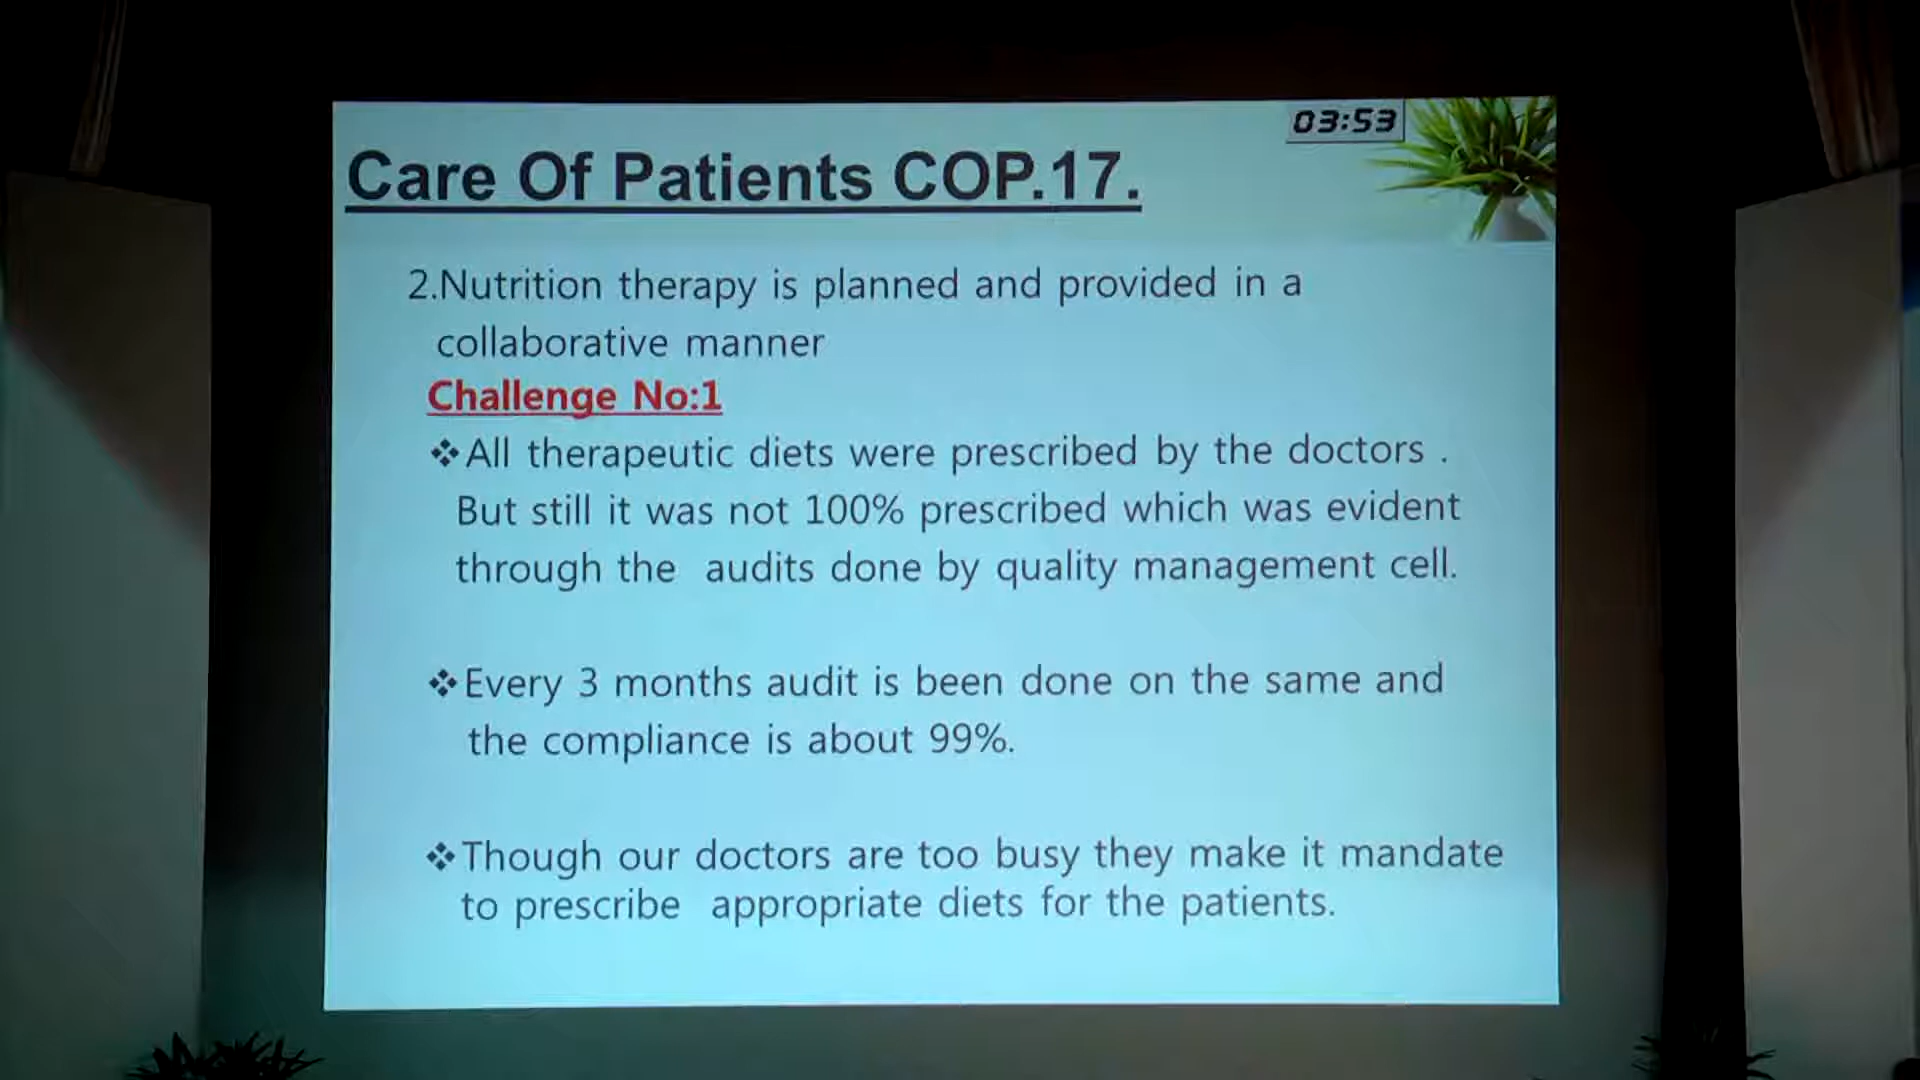 03:53
Care Of Patients COP.17.
2.Nutrition therapy is planned and provided in a
collaborative manner
Challenge No:1
❖All therapeutic diets were prescribed by the doctors .
But still it was not 100% prescribed which was evident
through the audits done by quality management cell.
❖Every 3 months audit is been done on the same and
the compliance is about 99%.
❖Though our doctors are too busy they make it mandate
to prescribe appropriate diets for the patients.